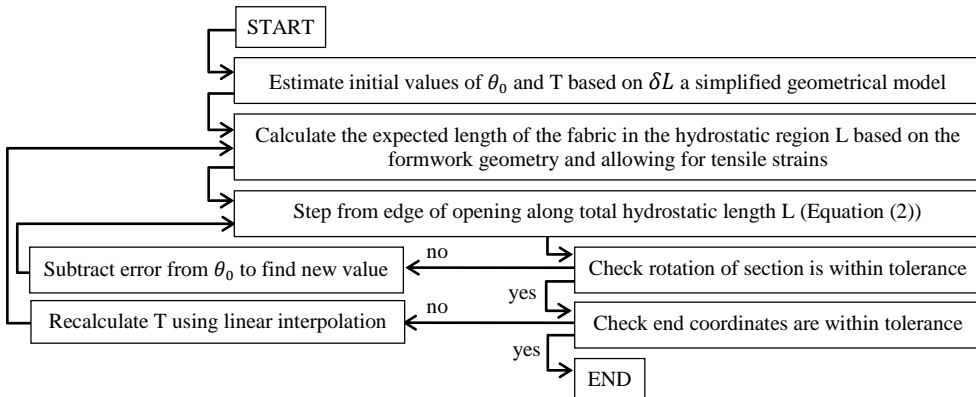 START
Estimate initial values of θ₀ and T based on δL a simplified geometrical model
Calculate the expected length of the fabric in the hydrostatic region L based on the
formwork geometry and allowing for tensile strains
Step from edge of opening along total hydrostatic length L (Equation (2))
no
Subtract error from θ₀ to find new value
Check rotation of section is within tolerance
yes
no
Recalculate T using linear interpolation
Check end coordinates are within tolerance
yes
END